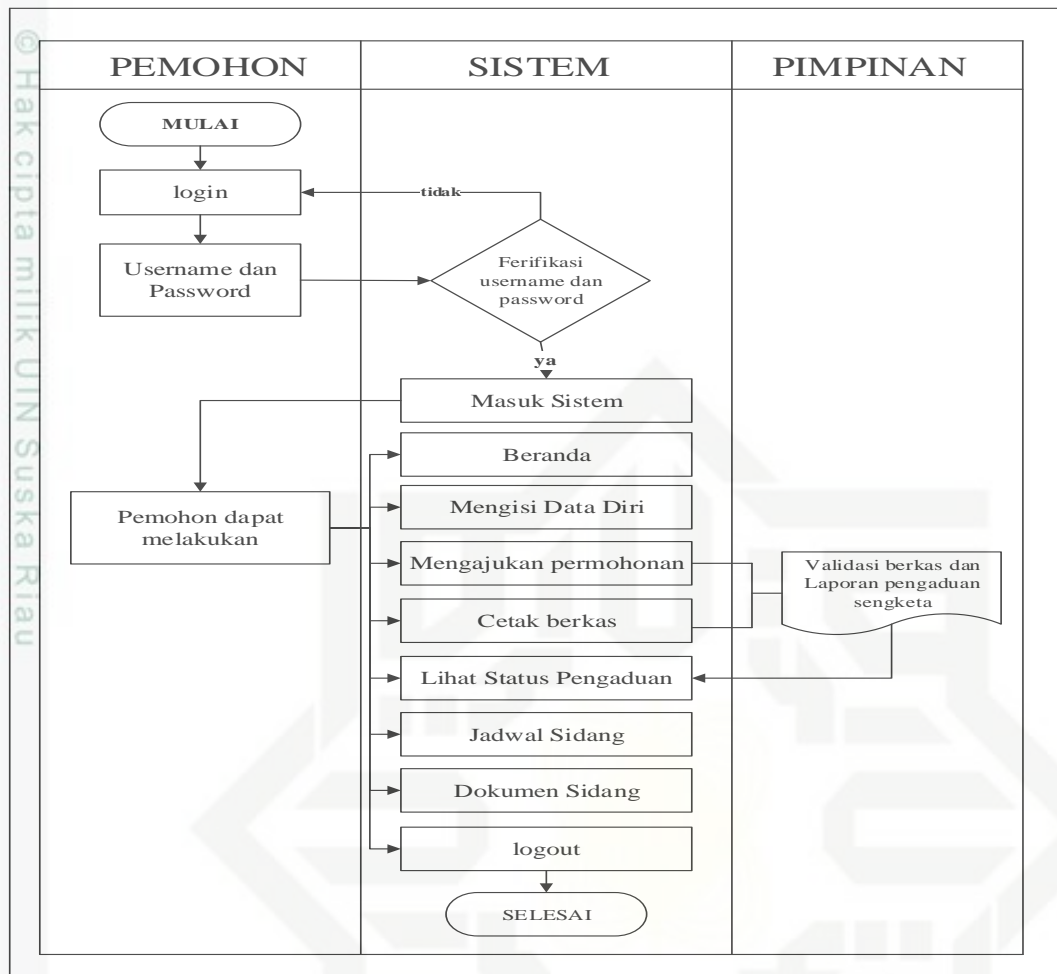 © Hak cipta milik UIN Suska Riau
PEMOHON
SISTEM
PIMPINAN
MULAI
login
tidak
Username dan
Password
Ferifikasi
username dan
password
ya
Masuk Sistem
Beranda
Pemohon dapat
melakukan
Mengisi Data Diri
Mengajukan permohonan
Validasi berkas dan
Laporan pengaduan
sengketa
Cetak berkas
Lihat Status Pengaduan
Jadwal Sidang
Dokumen Sidang
logout
SELESAI